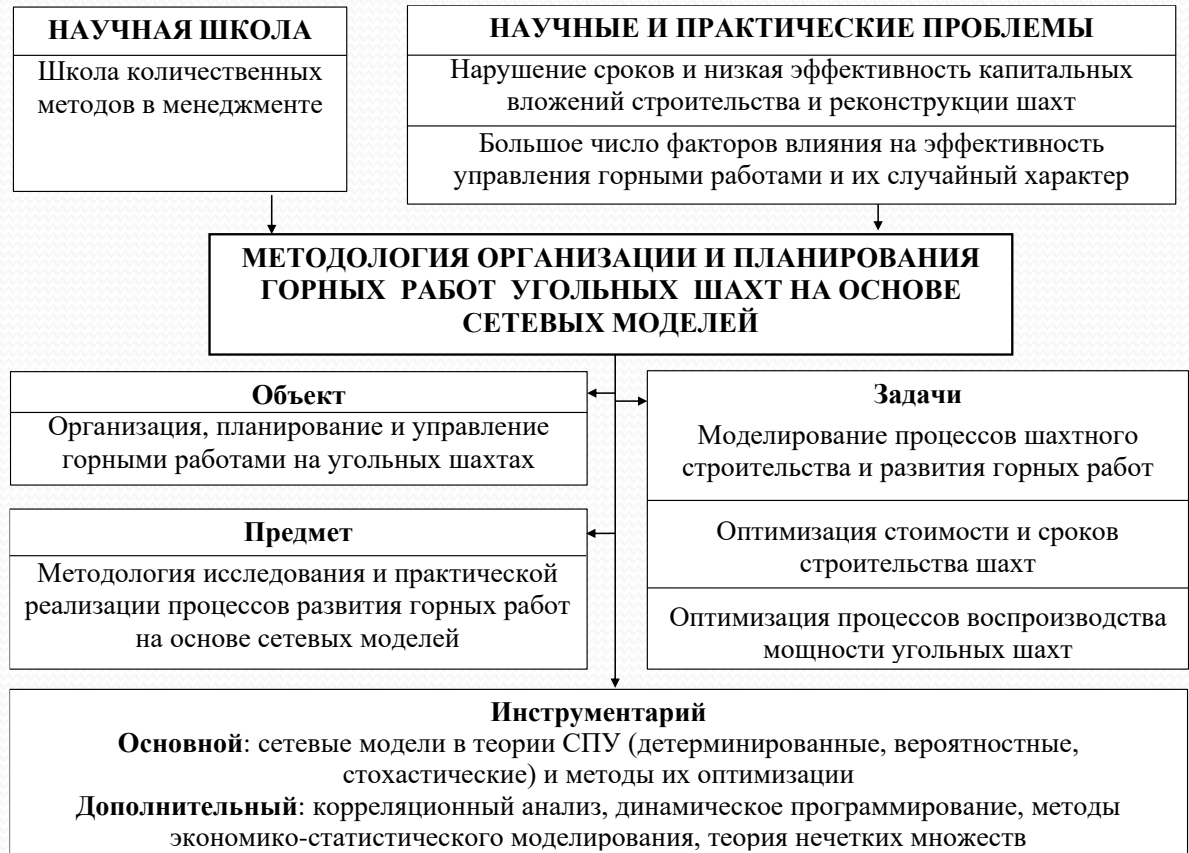 НАУЧНАЯ ШКОЛА
Школа количественных
методов в менеджменте
НАУЧНЫЕ И ПРАКТИЧЕСКИЕ ПРОБЛЕМЫ
Нарушение сроков и низкая эффективность капитальных
вложений строительства и реконструкции шахт
Большое число факторов влияния на эффективность
управления горными работами и их случайный характер
МЕТОДОЛОГИЯ ОРГАНИЗАЦИИ И ПЛАНИРОВАНИЯ
ГОРНЫХ РАБОТ УГОЛЬНЫХ ШАХТ НА ОСНОВЕ
СЕТЕВЫХ МОДЕЛЕЙ
Объект
Организация, планирование и управление
горными работами на угольных шахтах
Предмет
Методология исследования и практической
реализации процессов развития горных работ
на основе сетевых моделей
Задачи
Моделирование процессов шахтного
строительства и развития горных работ
Оптимизация стоимости и сроков
строительства шахт
Оптимизация процессов воспроизводства
мощности угольных шахт
Инструментарий
Основной: сетевые модели в теории СПУ (детерминированные, вероятностные,
стохастические) и методы их оптимизации
Дополнительный: корреляционный анализ, динамическое программирование, методы
экономико-статистического моделирования, теория нечетких множеств